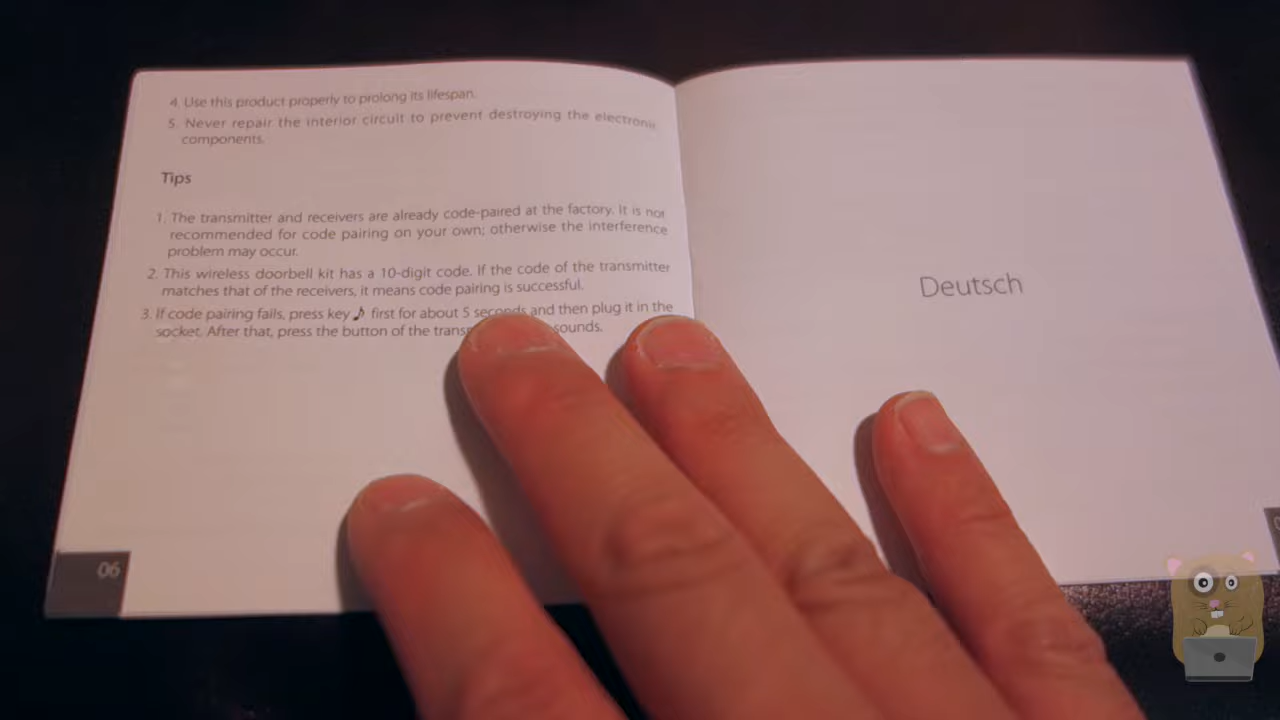 4. Use this product properly to prolong its lifespan.
5. Never repair the interior circuit to prevent destroying the electronic
components.
Tips
1. The transmitter and receivers are already code-paired at the factory. It is not
recommended for code pairing on your own; otherwise the interference
problem may occur.
2. This wireless doorbell kit has a 10-digit code. If the code of the transmitter
matches that of the receivers, it means code pairing is successful.
3. If code pairing fails, press key ♪ first for about 5 seconds and then plug it in the
socket. After that, press the button of the sounds.
06
Deutsch